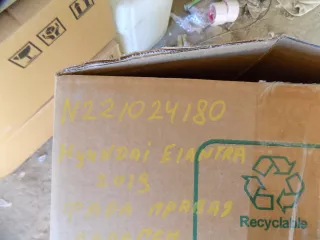 N221024180
Hyundai Elantra
2019
Фара правая
Recyclable